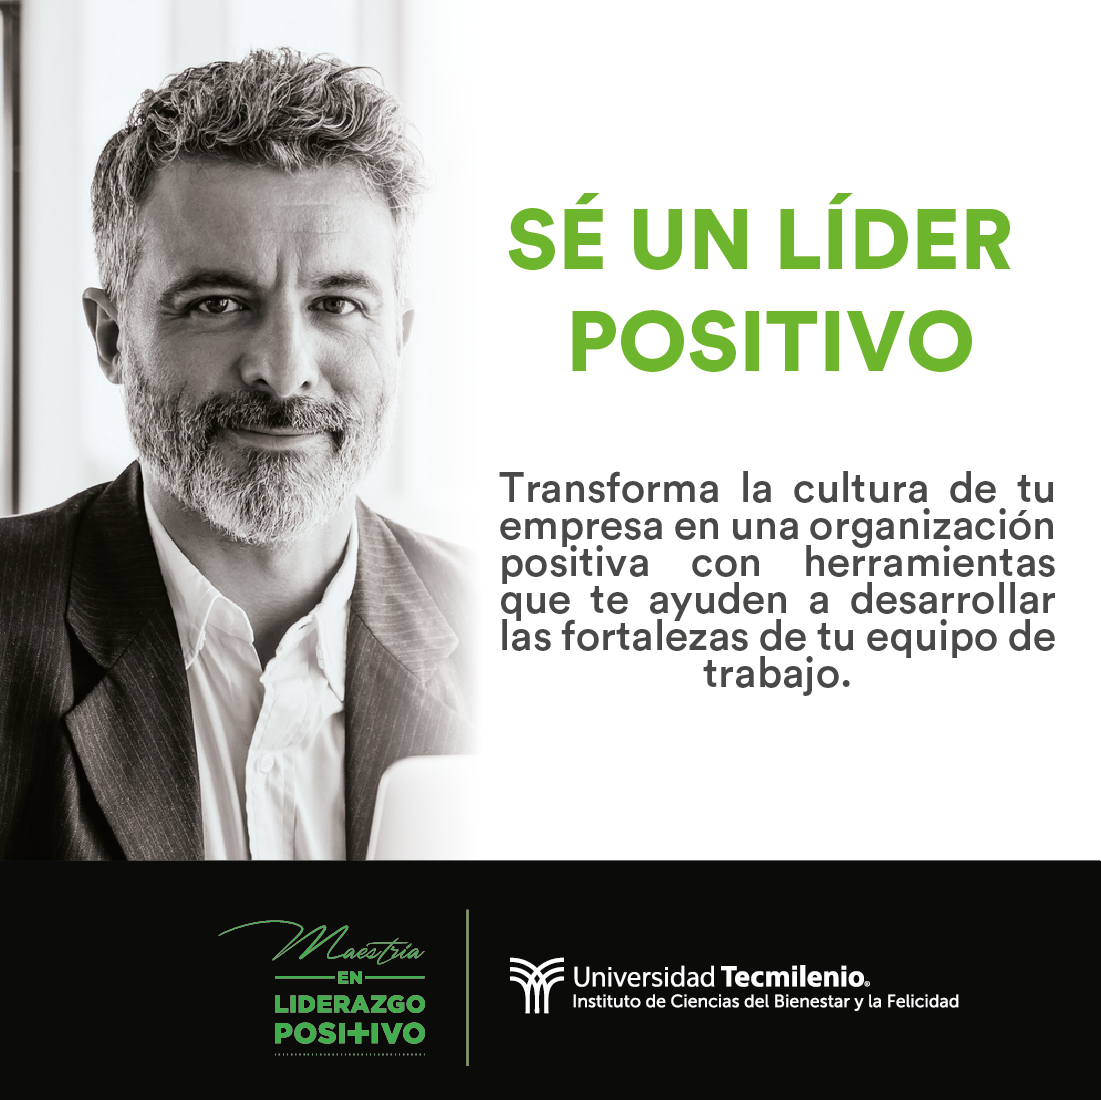 SÉ UN LÍDER
POSITIVO
Transforma la cultura de tu
empresa en una organización
positiva con herramientas
que te ayuden a desarrollar
las fortalezas de tu equipo de
trabajo.
Maestría
EN
LIDERAZGO
POSI+IVO
Universidad Tecmilenio®
Instituto de Ciencias del Bienestar y la Felicidad